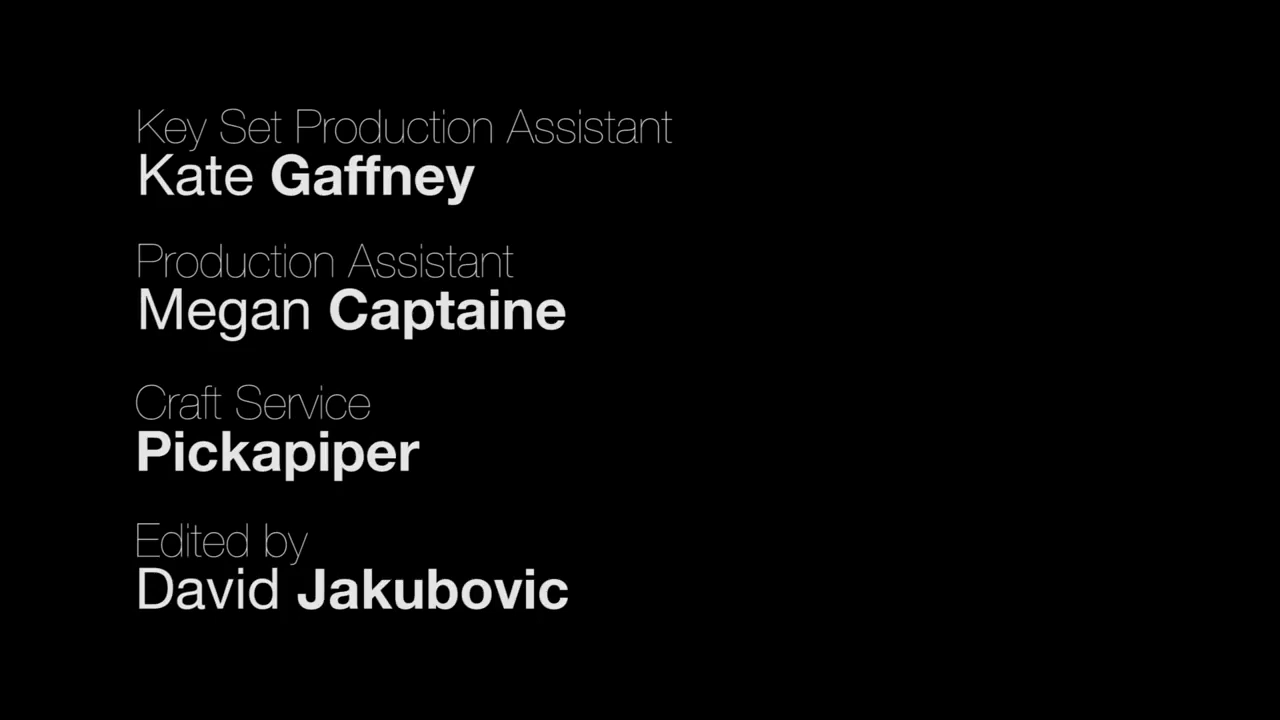 Key Set Production Assistant
Kate Gaffney
Production Assistant
Megan Captaine
Craft Service
Pickapiper
Edited by
David Jakubovic